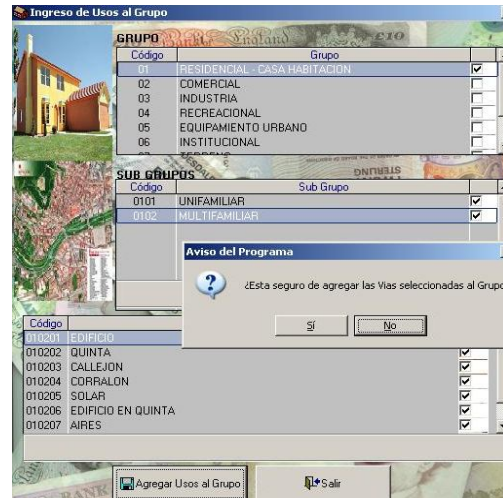 Ingreso de Usos al Grupo
GRUPO
Código Grupo
01 RESIDENCIAL - CASA HABITACION
02 COMERCIAL
03 INDUSTRIA
04 RECREACIONAL
05 EQUIPAMIENTO URBANO
06 INSTITUCIONAL
SUB GRUPOS
Código Sub Grupo
0101 UNIFAMILIAR
0102 MULTIFAMILIAR
Aviso del Programa
¿Esta seguro de agregar las Vias seleccionadas al Grupo
Sí No
Código
010201 EDIFICIO
010202 QUINTA
010203 CALLEJON
010204 CORRALON
010205 SOLAR
010206 EDIFICIO EN QUINTA
010207 AIRES
Agregar Usos al Grupo Salir